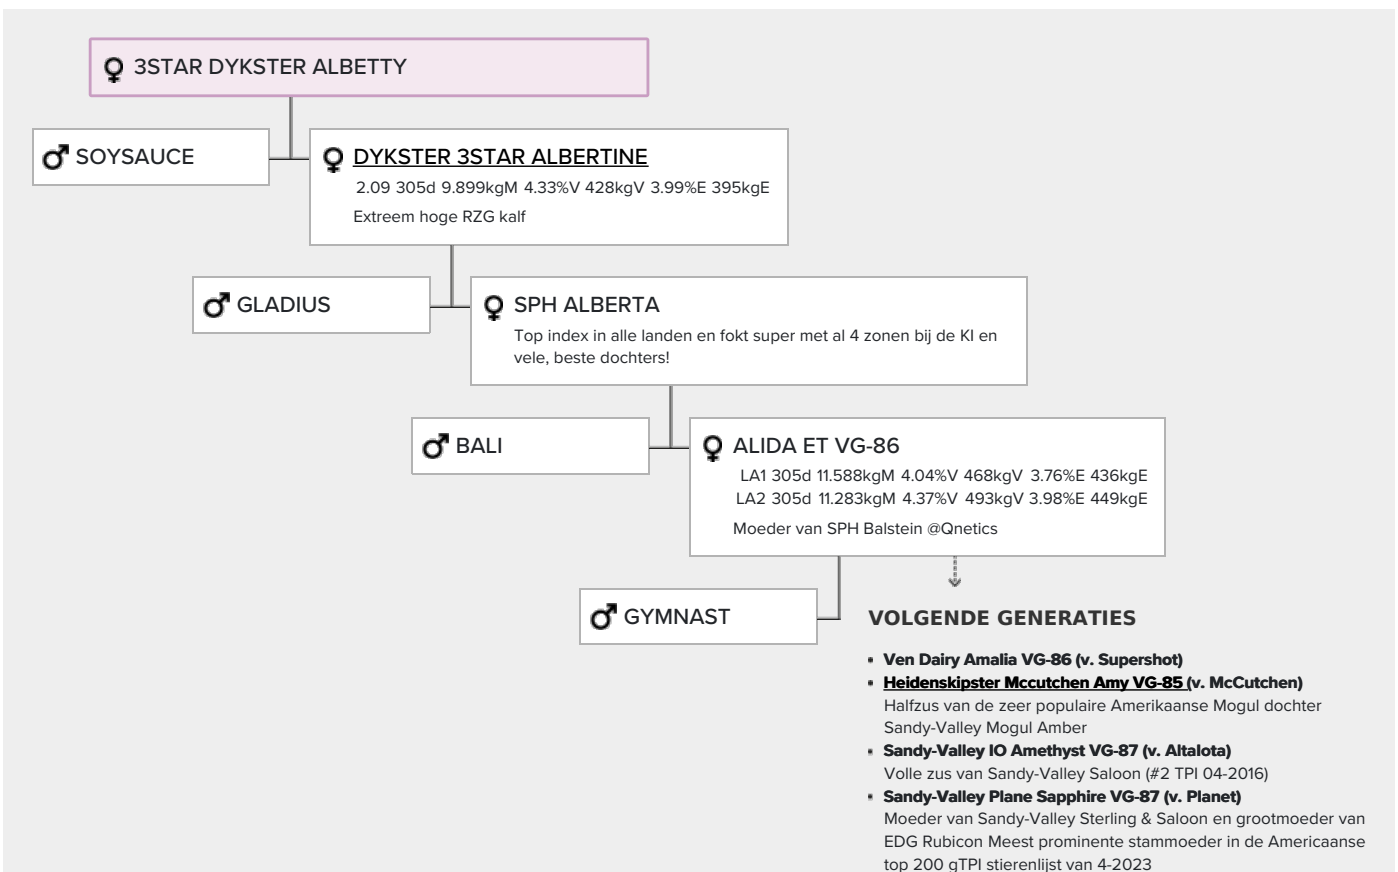 3STAR DYKSTER ALBETTY
SOYSAUCE
DYKSTER 3STAR ALBERTINE
2.09 305d 9.899kgM 4.33%V 428kgV 3.99%E 395kgE
Extreem hoge RZG kalf
GLADIUS
SPH ALBERTA
Top index in alle landen en fokt super met al 4 zonen bij de KI en
vele, beste dochters!
BALI
ALIDA ET VG-86
LA1 305d 11.588kgM 4.04%V 468kgV 3.76%E 436kgE
LA2 305d 11.283kgM 4.37%V 493kgV 3.98%E 449kgE
Moeder van SPH Balstein @Qnetics
GYMNAST
VOLGENDE GENERATIES
Ven Dairy Amalia VG-86 (v. Supershot)
Heidenskipster Mccutchen Amy VG-85 (v. McCutchen)
Halfzus van de zeer populaire Amerikaanse Mogul dochter
Sandy-Valley Mogul Amber
Sandy-Valley IO Amethyst VG-87 (v. AltaIota)
Volle zus van Sandy-Valley Saloon (#2 TPI 04-2016)
Sandy-Valley Plane Sapphire VG-87 (v. Planet)
Moeder van Sandy-Valley Sterling & Saloon en grootmoeder van
EDG Rubicon Meest prominente stammoeder in de Americaanse
top 200 gTPI stierenlijst van 4-2023